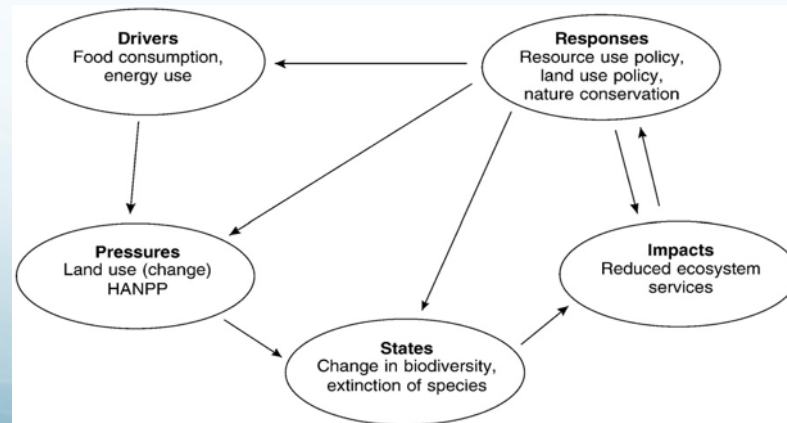 Drivers
Food consumption,
energy use
Responses
Resource use policy,
land use policy,
nature conservation
Pressures
Land use (change)
HANPP
Impacts
Reduced ecosystem
services
States
Change in biodiversity,
extinction of species